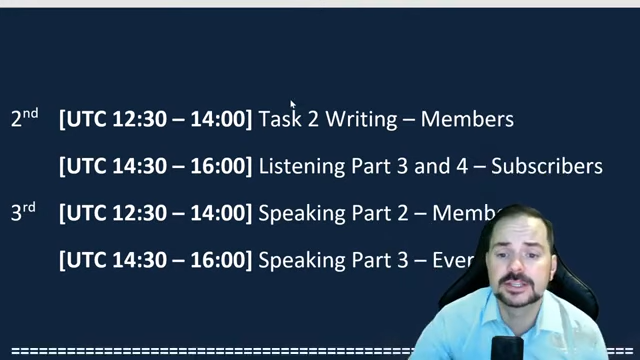 2nd [UTC 12:30 – 14:00] Task 2 Writing – Members
[UTC 14:30 – 16:00] Listening Part 3 and 4 – Subscribers
3rd [UTC 12:30 – 14:00] Speaking Part 2 –
[UTC 14:30 – 16:00] Speaking Part 3 –